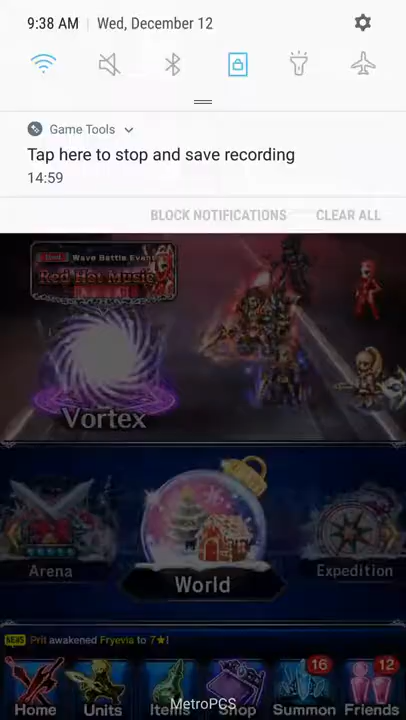 9:38 AM | Wed, December 12
Game Tools
Tap here to stop and save recording
14:59
BLOCK NOTIFICATIONS CLEAR ALL
Wave Battle Event
Red Hot Music
Vortex
Arena
World
Expedition
NEWS Prit awakened Fryevia to 7★!
16
12
Home
Units
Items
Shop
Summon
Friends
MetroPCS